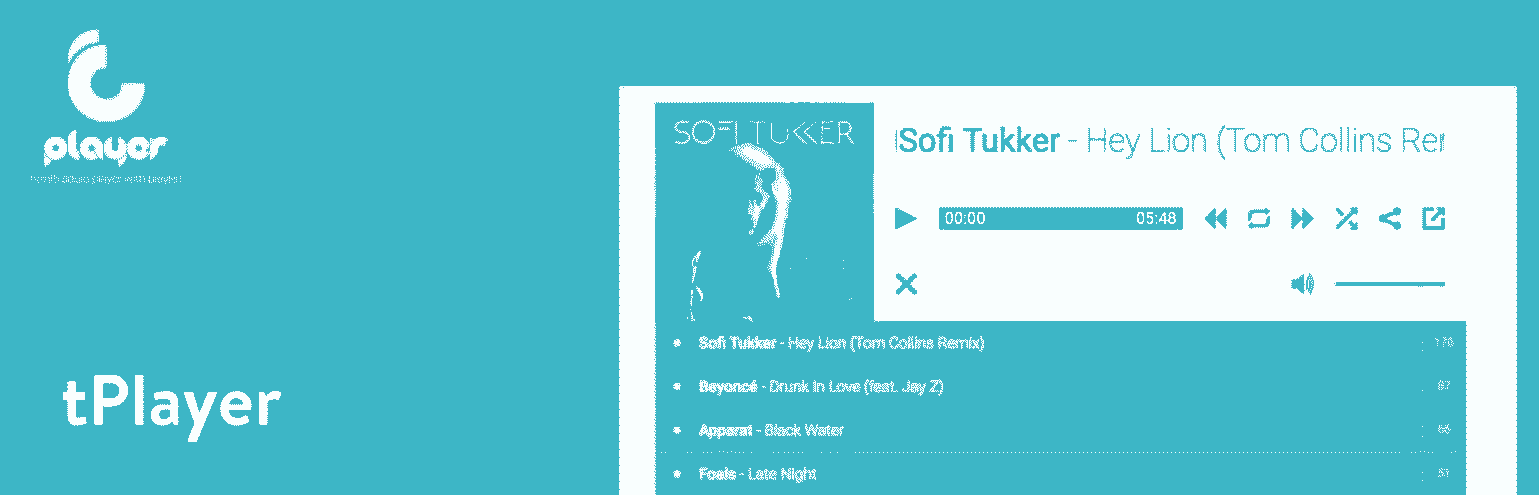 player
html5 audio player with playlist
tPlayer
SOFI TUKKER
Sofi Tukker - Hey Lion (Tom Collins Rem
00:00 05:48
Sofi Tukker - Hey Lion (Tom Collins Remix) 170
Beyoncé - Drunk In Love (feat. Jay Z) 87
Apparat - Black Water 66
Foals - Late Night 51